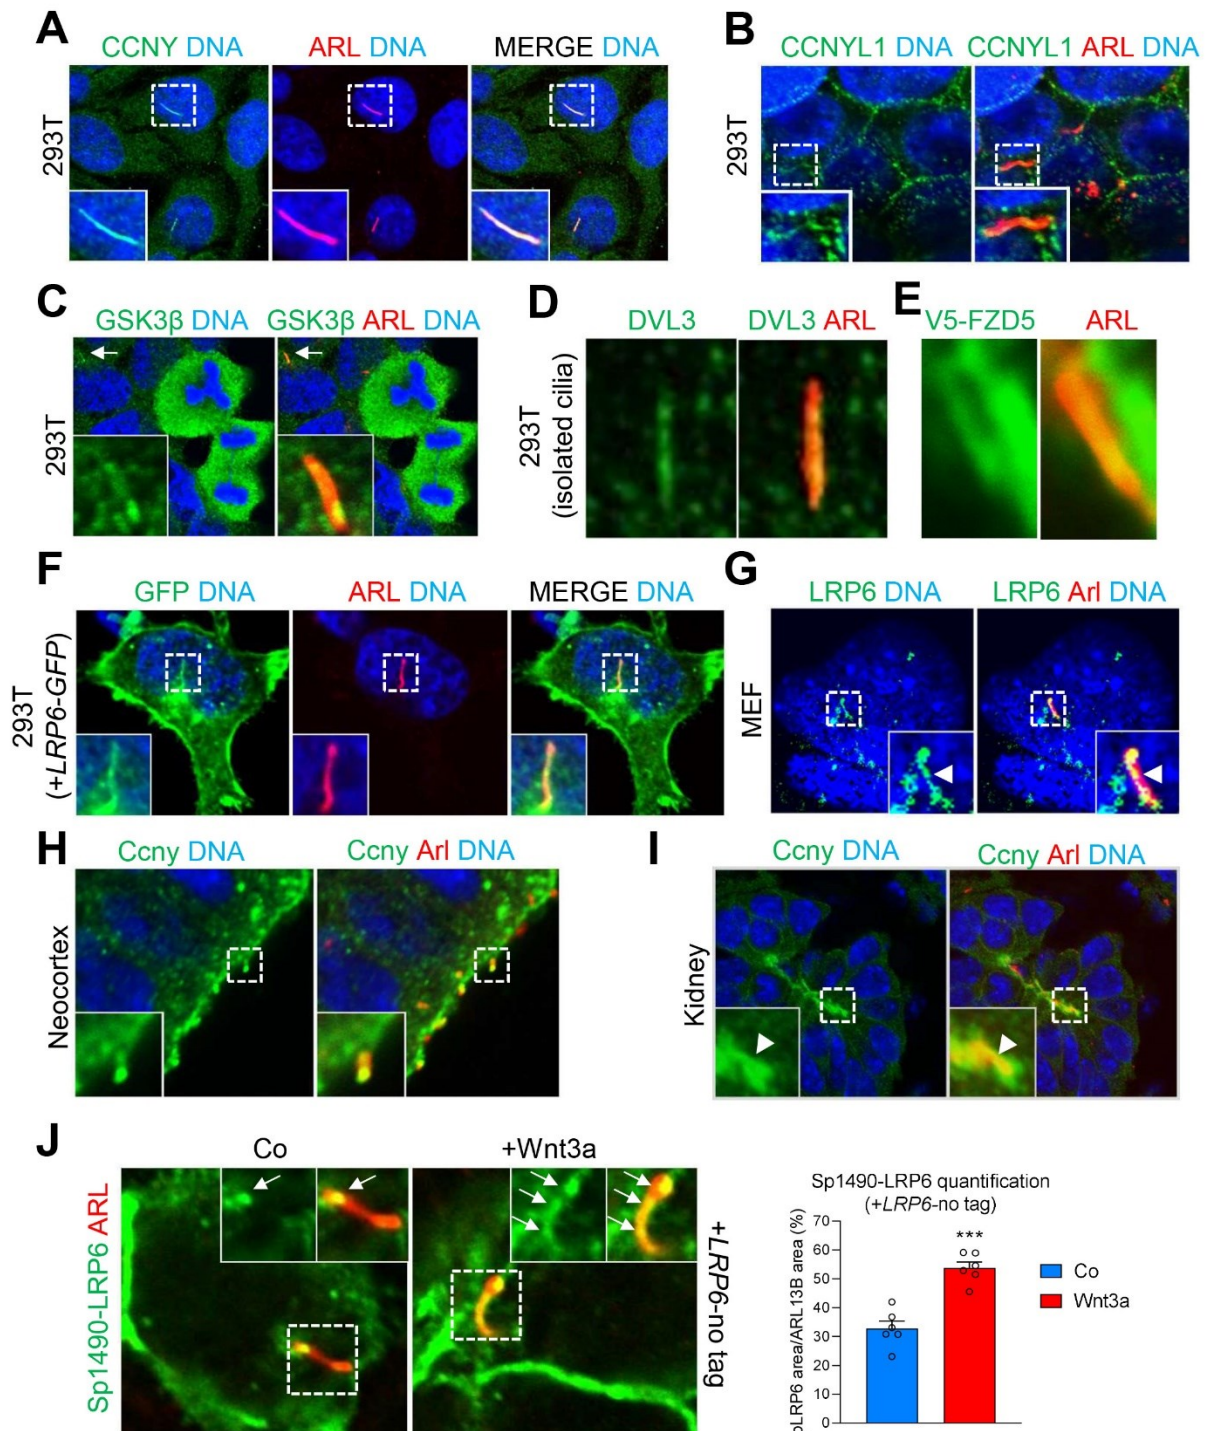 A
CCNY DNA
ARL DNA
MERGE DNA
293T
B
CCNYL1 DNA
CCNYL1 ARL DNA
293T
C
GSK3β DNA
GSK3β ARL DNA
293T
D
DVL3
DVL3 ARL
293T
(isolated cilia)
E
V5-FZD5
ARL
F
GFP DNA
ARL DNA
MERGE DNA
293T
(+LRP6-GFP)
G
LRP6 DNA
LRP6 Arl DNA
MEF
H
Ccny DNA
Ccny Arl DNA
Neocortex
I
Ccny DNA
Ccny Arl DNA
Kidney
J
Co
+Wnt3a
Sp1490-LRP6 ARL
+LRP6-no tag
Sp1490-LRP6 quantification
(+LRP6-no tag)
pLRP6 area/ARL13B area (%)
70
60
50
40
30
20
10
0
***
Co
Wnt3a